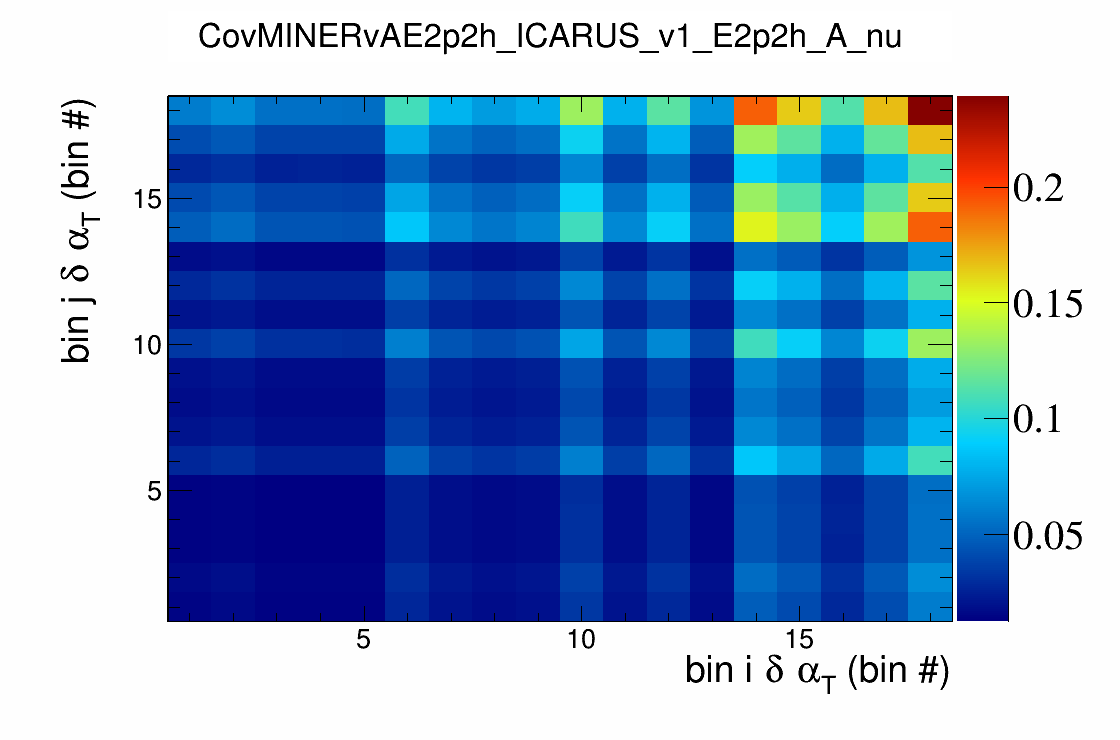 CovMINERvAE2p2h_ICARUS_v1_E2p2h_A_nu
bin j δ α_T (bin #)
15
10
5
5 10 15
bin i δ α_T (bin #)
0.2
0.15
0.1
0.05